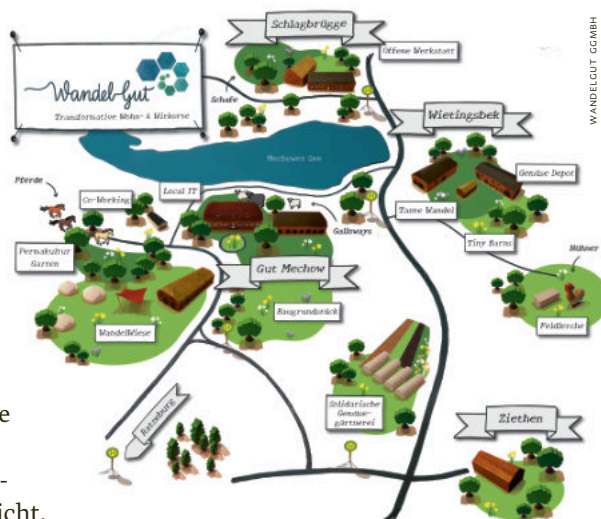 WANDELGUT GGMBH
Schlagbrügge
Offene Werkstatt
Wandel-Gut
Transformative Wohn- & Wirkorte
Schafe
Wietingsbek
Mechower See
Gemüse Depot
Pferde
Co-Working
Local IT
Galloways
Tante Wandel
Tiny Barns
Hühner
Permakultur
Garten
Gut Mechow
WandelWiese
Baugrundstück
Feldlerche
Solidarische
Gemüse-
gärtnerei
Ratzeburg
Ziethen
e
-
icht.